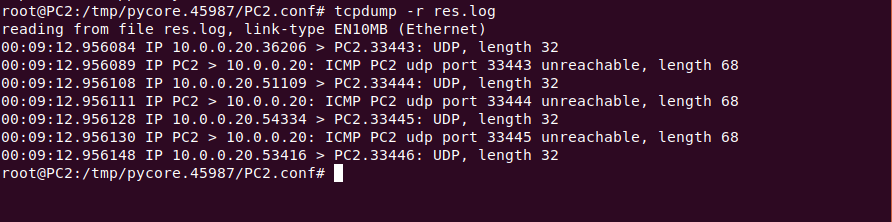 root@PC2:/tmp/pycore.45987/PC2.conf# tcpdump -r res.log
reading from file res.log, link-type EN10MB (Ethernet)
00:09:12.956084 IP 10.0.0.20.36206 > PC2.33443: UDP, length 32
00:09:12.956089 IP PC2 > 10.0.0.20: ICMP PC2 udp port 33443 unreachable, length 68
00:09:12.956108 IP 10.0.0.20.51109 > PC2.33444: UDP, length 32
00:09:12.956111 IP PC2 > 10.0.0.20: ICMP PC2 udp port 33444 unreachable, length 68
00:09:12.956128 IP 10.0.0.20.54334 > PC2.33445: UDP, length 32
00:09:12.956130 IP PC2 > 10.0.0.20: ICMP PC2 udp port 33445 unreachable, length 68
00:09:12.956148 IP 10.0.0.20.53416 > PC2.33446: UDP, length 32
root@PC2:/tmp/pycore.45987/PC2.conf#